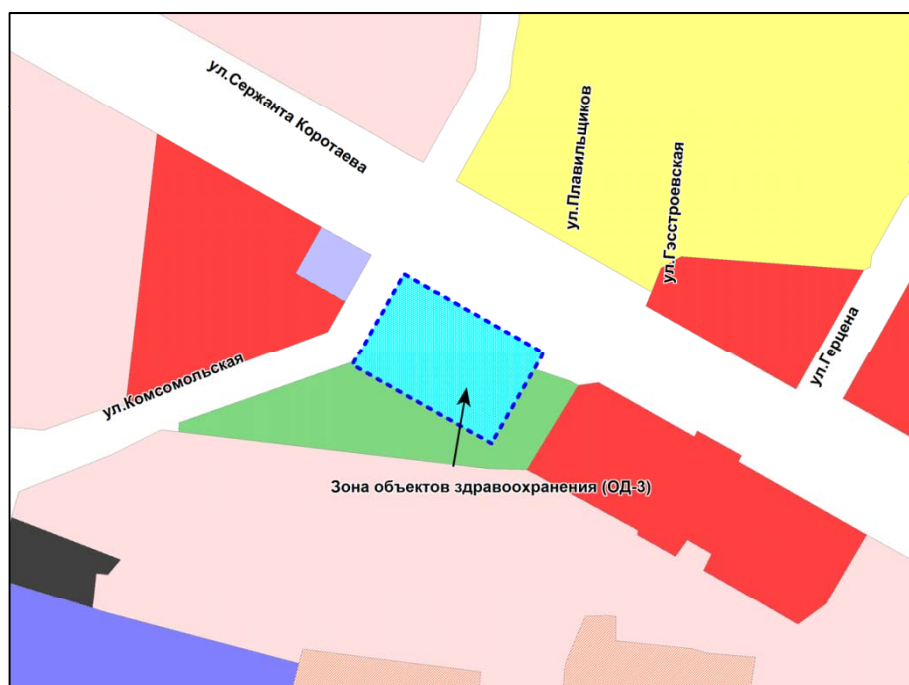 ул.Сержанта Коротаева
ул.Плавильщиков
ул.Гэсстроевская
ул.Герцена
ул.Комсомольская
Зона объектов здравоохранения (ОД-3)